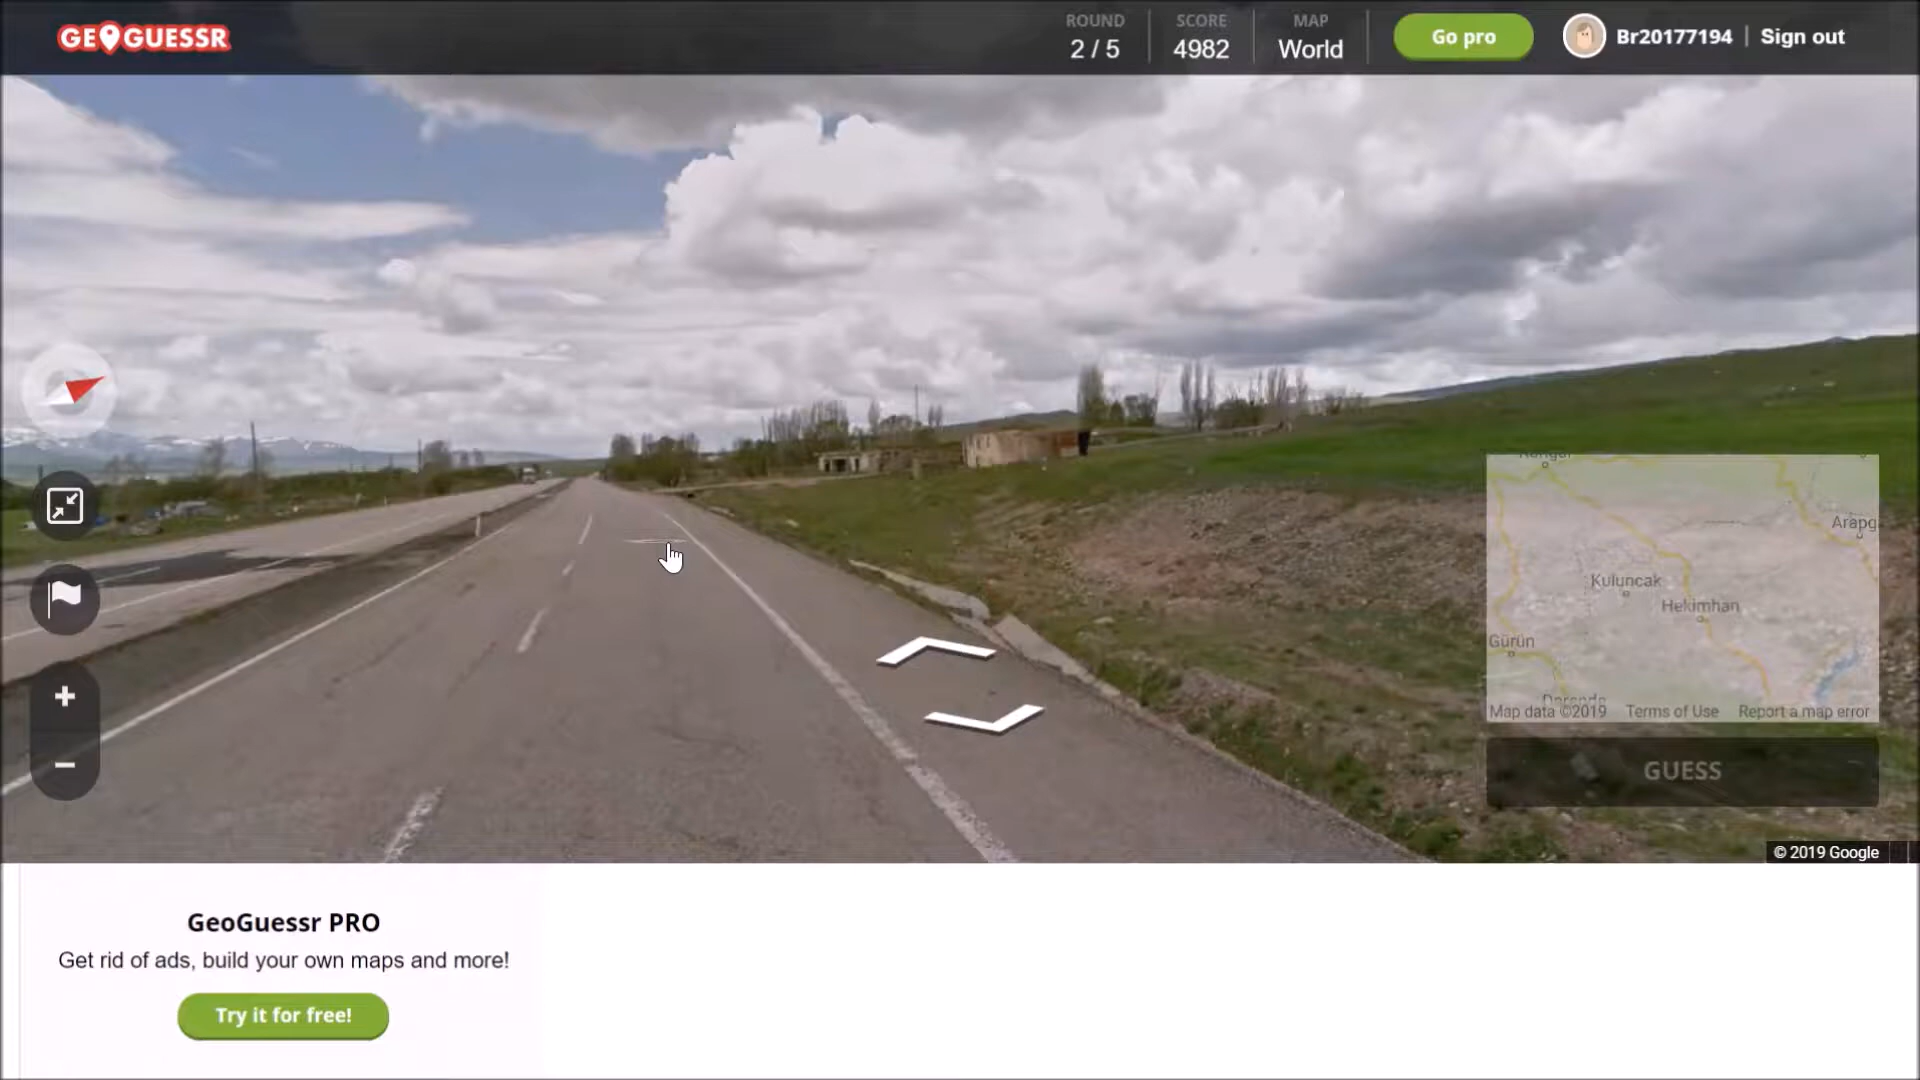 GEOGUESSR
ROUND
2 / 5
SCORE
4982
MAP
World
Go pro
Br20177194 | Sign out
Arapg
Kuluncak
Hekimhan
Gürün
Map data ©2019 Terms of Use Report a map error
GUESS
© 2019 Google
GeoGuessr PRO
Get rid of ads, build your own maps and more!
Try it for free!